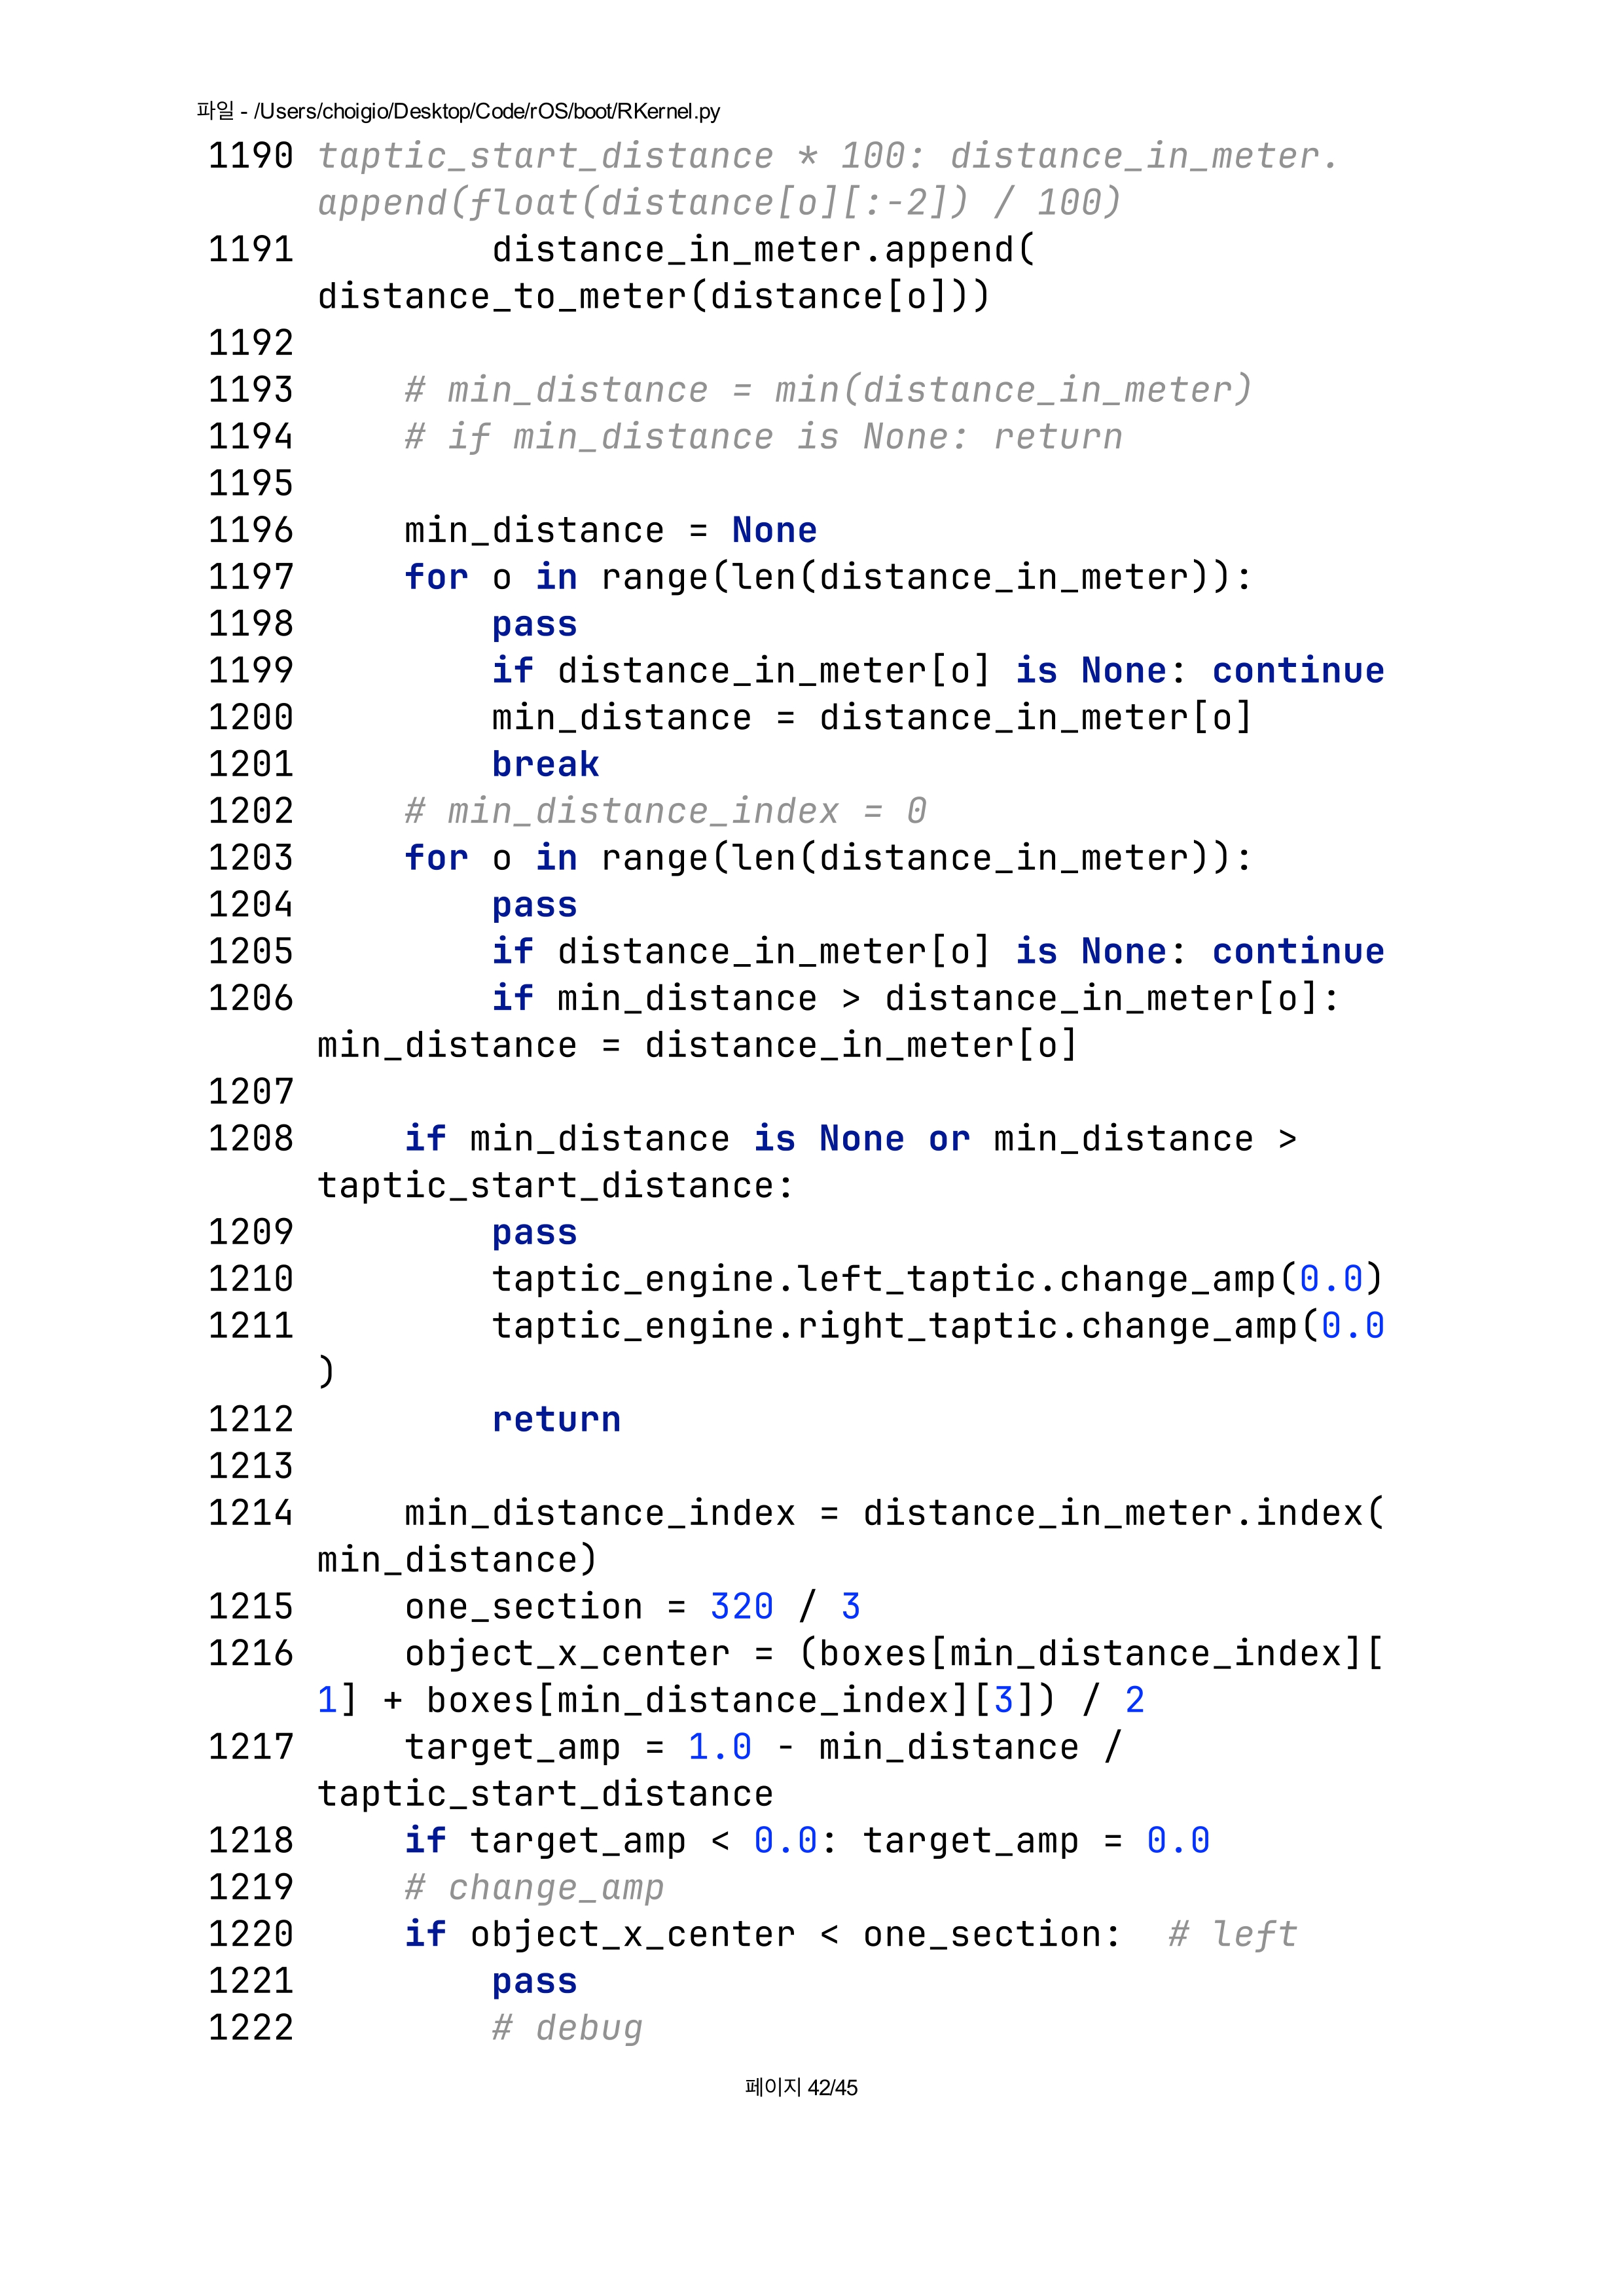 파일 - /Users/choigio/Desktop/Code/rOS/boot/RKernel.py
1190 taptic_start_distance * 100: distance_in_meter.
append(float(distance[o][:-2]) / 100)
1191         distance_in_meter.append(
distance_to_meter(distance[o]))
1192
1193     # min_distance = min(distance_in_meter)
1194     # if min_distance is None: return
1195
1196     min_distance = None
1197     for o in range(len(distance_in_meter)):
1198         pass
1199         if distance_in_meter[o] is None: continue
1200         min_distance = distance_in_meter[o]
1201         break
1202     # min_distance_index = 0
1203     for o in range(len(distance_in_meter)):
1204         pass
1205         if distance_in_meter[o] is None: continue
1206         if min_distance > distance_in_meter[o]:
min_distance = distance_in_meter[o]
1207
1208     if min_distance is None or min_distance >
taptic_start_distance:
1209         pass
1210         taptic_engine.left_taptic.change_amp(0.0)
1211         taptic_engine.right_taptic.change_amp(0.0
)
1212         return
1213
1214     min_distance_index = distance_in_meter.index(
min_distance)
1215     one_section = 320 / 3
1216     object_x_center = (boxes[min_distance_index][
1] + boxes[min_distance_index][3]) / 2
1217     target_amp = 1.0 - min_distance /
taptic_start_distance
1218     if target_amp < 0.0: target_amp = 0.0
1219     # change_amp
1220     if object_x_center < one_section:  # left
1221         pass
1222         # debug
페이지 42/45